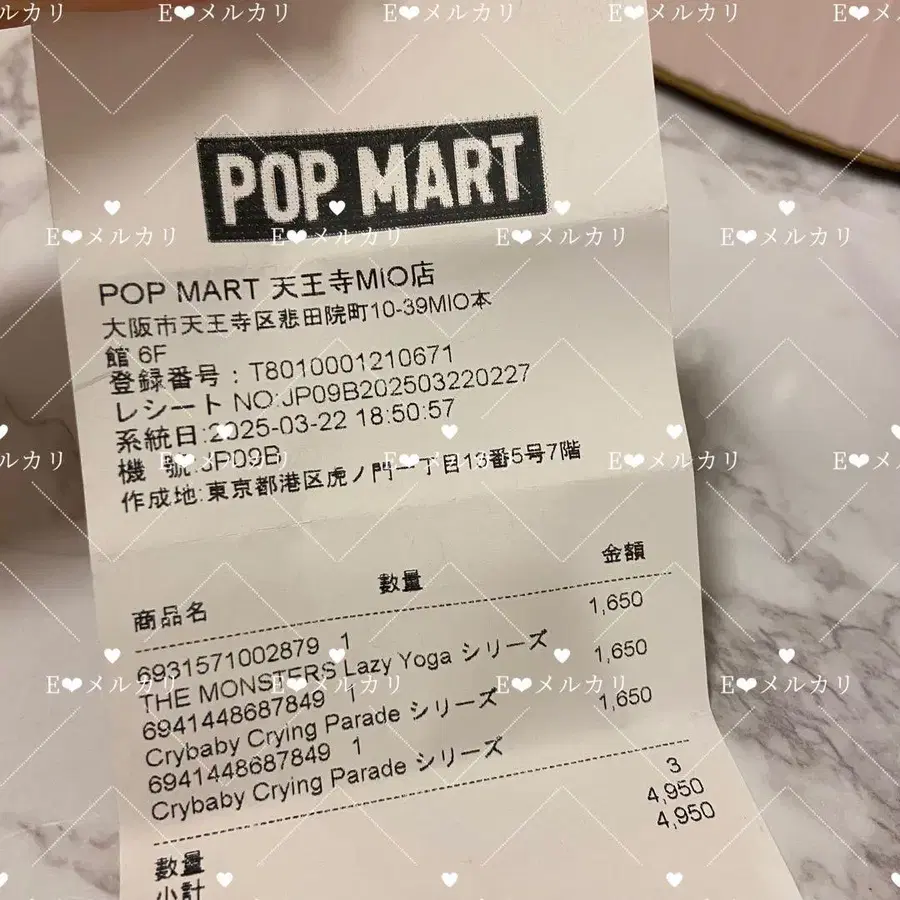 POP MART
POP MART 天王寺MIO店
大阪市天王寺区悲田院町10-39MIO本
館 6F
登録番号：T8010001210671
レシート NO:JP09B202503220227
系統日:2025-03-22 18:50:57
機 號:JP09B
作成地:東京都港区虎ノ門一丁目13番5号7階
商品名 数量 金額
6931571002879 1 1,650
THE MONSTERS Lazy Yoga シリーズ
6941448687849 1 1,650
Crybaby Crying Parade シリーズ
6941448687849 1 1,650
Crybaby Crying Parade シリーズ
数量 3
小計 4,950
4,950
E❤メルカリ